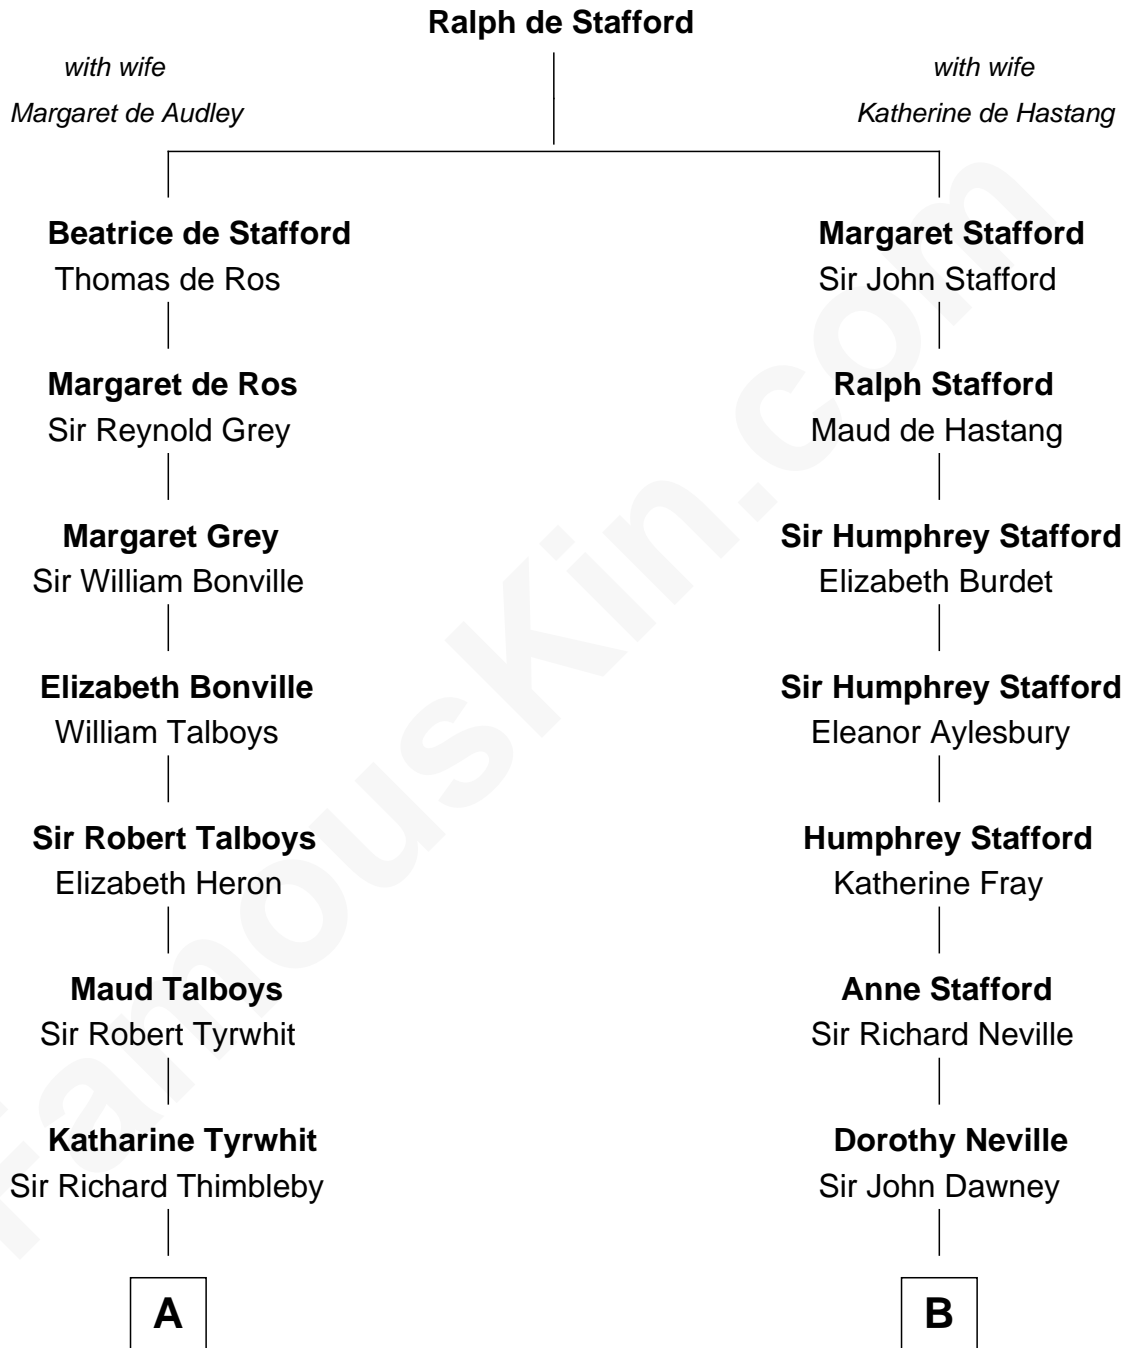 Ralph de Stafford
with wife
Margaret de Audley
with wife
Katherine de Hastang
Beatrice de Stafford
Thomas de Ros
Margaret Stafford
Sir John Stafford
Margaret de Ros
Sir Reynold Grey
Ralph Stafford
Maud de Hastang
Margaret Grey
Sir William Bonville
Sir Humphrey Stafford
Elizabeth Burdet
Elizabeth Bonville
William Talboys
Sir Humphrey Stafford
Eleanor Aylesbury
Sir Robert Talboys
Elizabeth Heron
Humphrey Stafford
Katherine Fray
Maud Talboys
Sir Robert Tyrwhit
Anne Stafford
Sir Richard Neville
Katharine Tyrwhit
Sir Richard Thimbleby
Dorothy Neville
Sir John Dawney
A
B
FamousKin.com